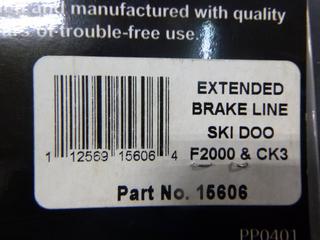 and manufactured with quality
of trouble-free use.
EXTENDED
BRAKE LINE
SKI DOO
F2000 & CK3
1 12569 15606 4
Part No. 15606
PP0401